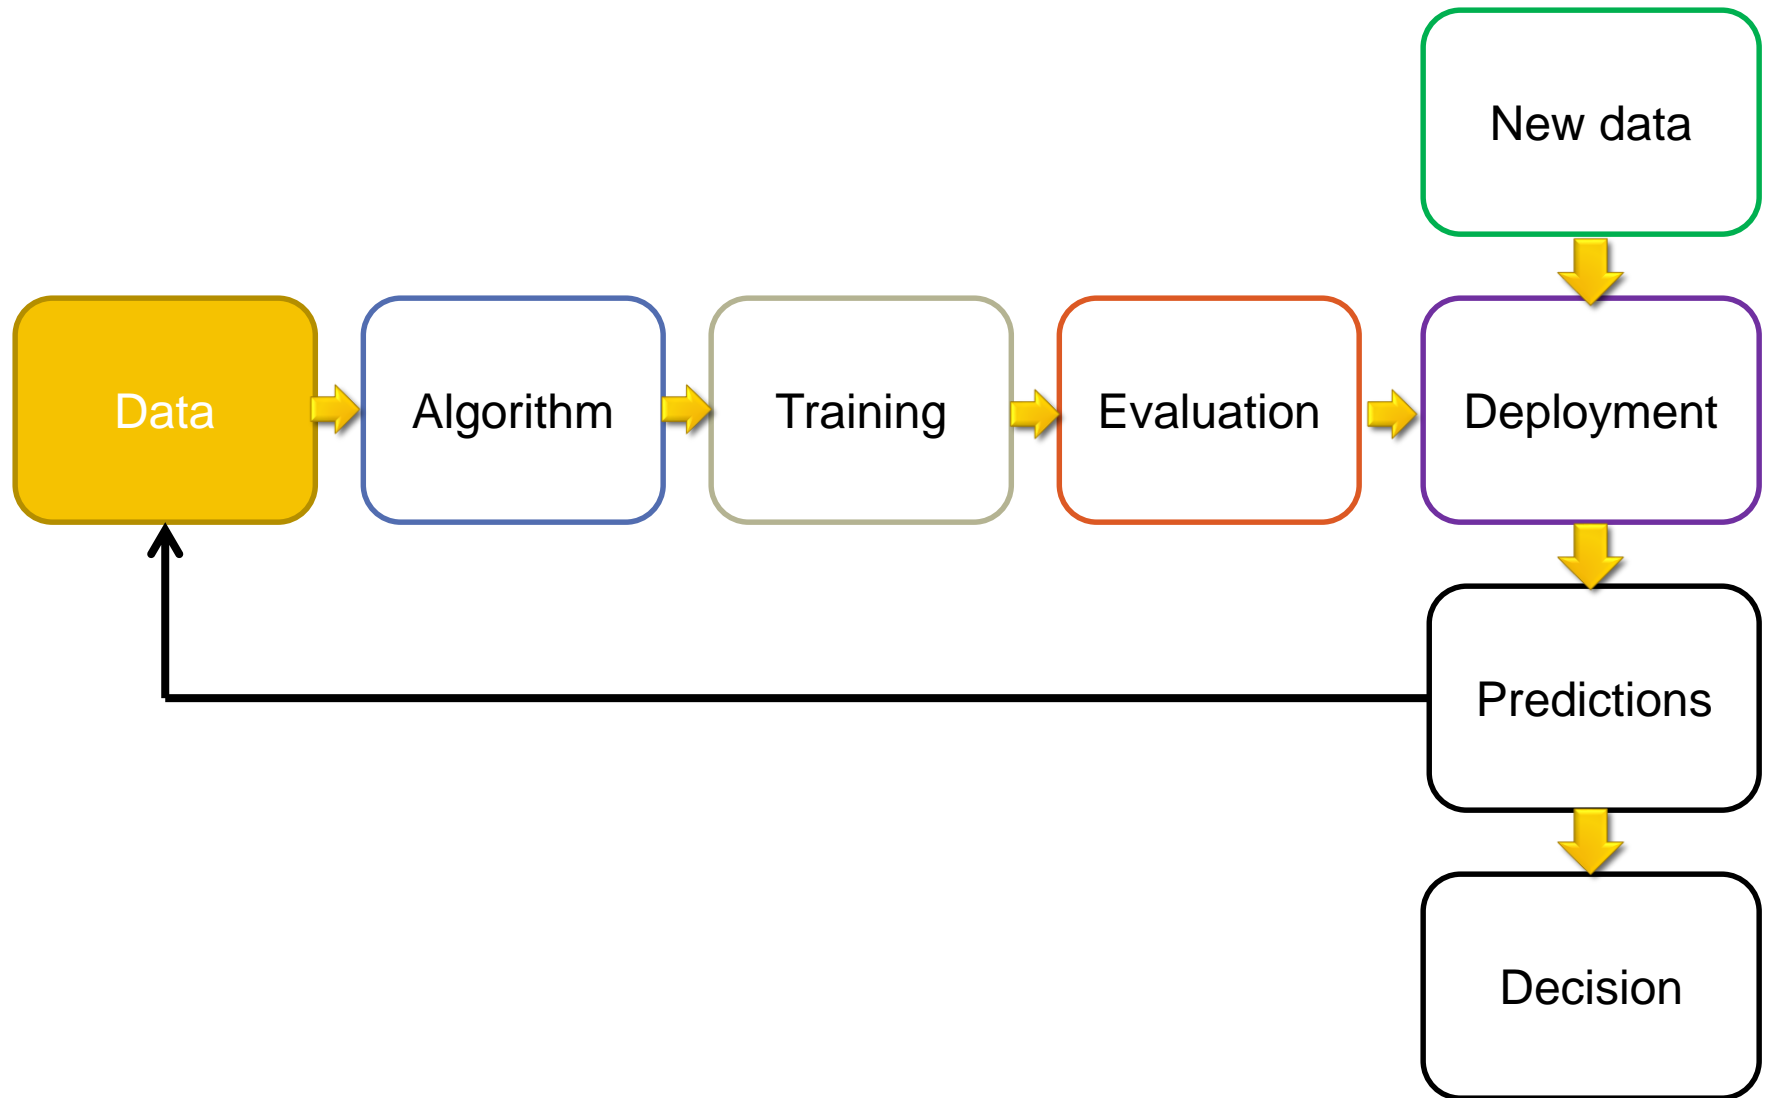 New data
Data
Algorithm
Training
Evaluation
Deployment
Predictions
Decision